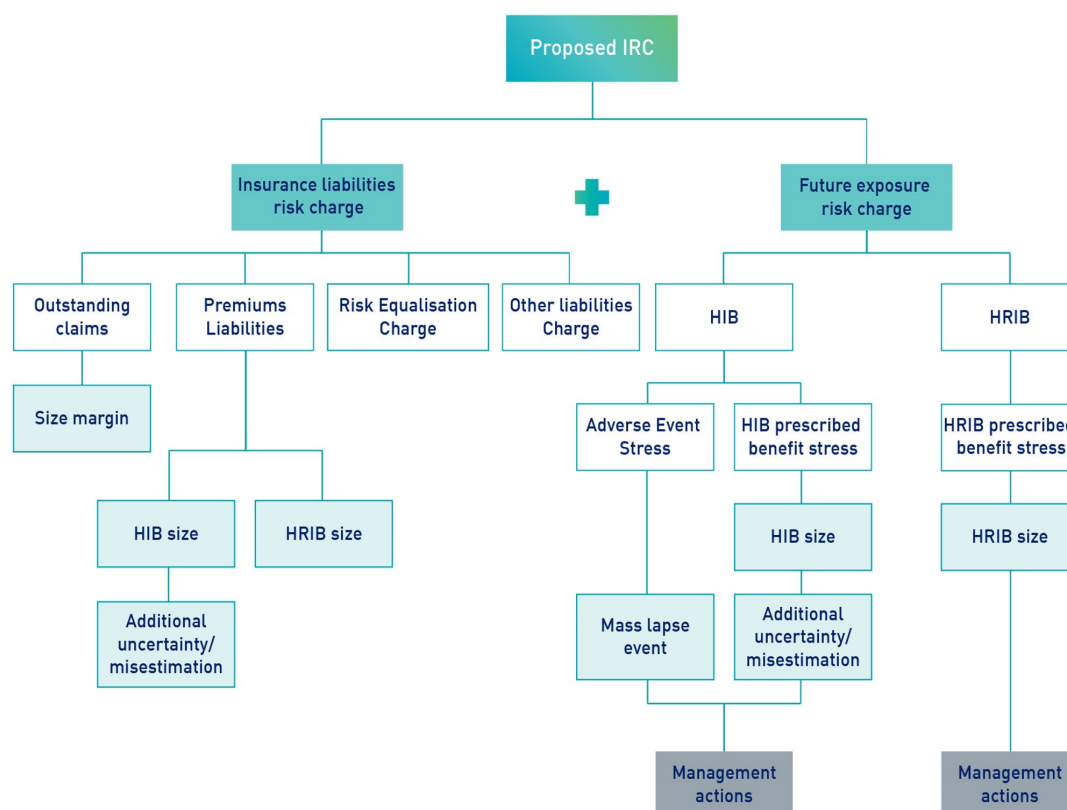 Proposed IRC
Insurance liabilities
risk charge
Future exposure
risk charge
Outstanding
claims
Premiums
Liabilities
Risk Equalisation
Charge
Other liabilities
Charge
HIB
HRIB
Size margin
Adverse Event
Stress
HIB prescribed
benefit stress
HRIB prescribed
benefit stress
HIB size
HRIB size
HIB size
HRIB size
Additional
uncertainty/
misestimation
Mass lapse
event
Additional
uncertainty/
misestimation
Management
actions
Management
actions